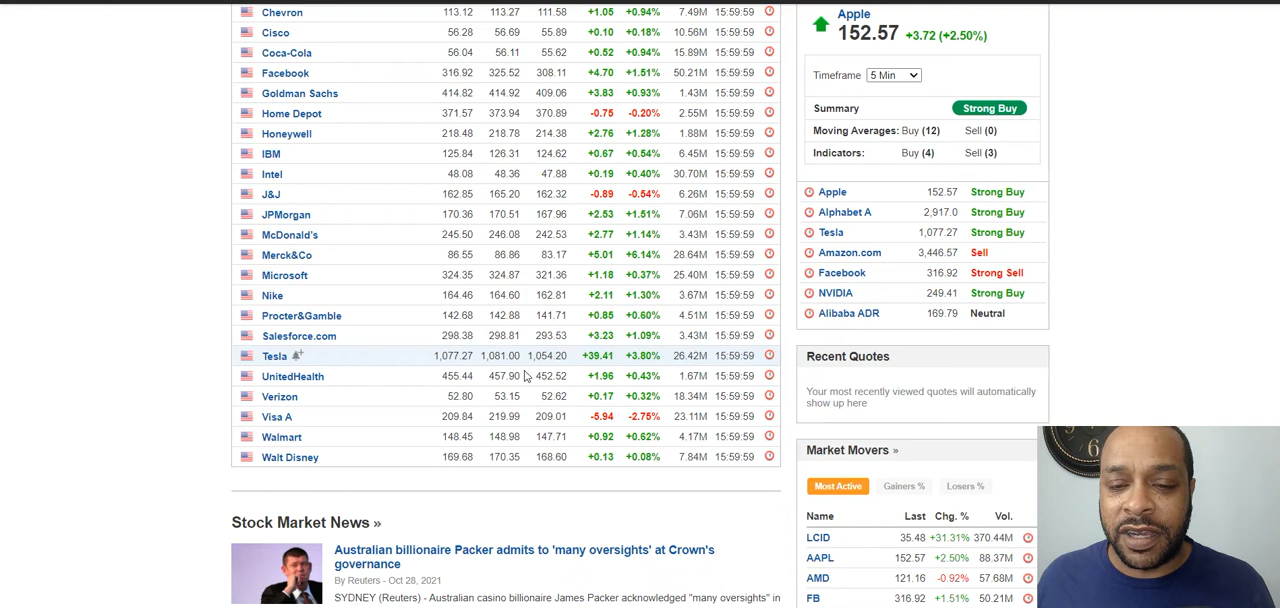 Chevron 113.12 113.27 111.58 +1.05 +0.94% 7.49M 15:59:59
Cisco 56.28 56.69 55.89 +0.10 +0.18% 10.56M 15:59:59
Coca-Cola 56.04 56.11 55.62 +0.52 +0.94% 15.89M 15:59:59
Facebook 316.92 325.52 308.11 +4.70 +1.51% 50.21M 15:59:59
Goldman Sachs 414.82 414.92 409.06 +3.83 +0.93% 1.43M 15:59:59
Home Depot 371.57 373.94 370.89 -0.75 -0.20% 2.55M 15:59:59
Honeywell 218.48 218.78 214.38 +2.76 +1.28% 1.88M 15:59:59
IBM 125.84 126.31 124.62 +0.67 +0.54% 6.45M 15:59:59
Intel 48.08 48.36 47.88 +0.19 +0.40% 30.70M 15:59:59
J&J 162.85 165.20 162.32 -0.89 -0.54% 6.26M 15:59:59
JPMorgan 170.36 170.51 167.96 +2.53 +1.51% 7.06M 15:59:59
McDonald's 245.50 246.08 242.53 +2.77 +1.14% 3.43M 15:59:59
Merck&Co 86.55 86.86 83.17 +5.01 +6.14% 28.64M 15:59:59
Microsoft 324.35 324.87 321.36 +1.18 +0.37% 25.40M 15:59:59
Nike 164.46 164.60 162.81 +2.11 +1.30% 3.67M 15:59:59
Procter&Gamble 142.68 142.88 141.71 +0.85 +0.60% 4.51M 15:59:59
Salesforce.com 298.38 298.81 293.53 +3.23 +1.09% 3.43M 15:59:59
Tesla 1,077.27 1,081.00 1,054.20 +39.41 +3.80% 26.42M 15:59:59
UnitedHealth 455.44 457.90 452.52 +1.96 +0.43% 1.67M 15:59:59
Verizon 52.80 53.15 52.62 +0.17 +0.32% 18.34M 15:59:59
Visa A 209.84 219.99 209.01 -5.94 -2.75% 23.11M 15:59:59
Walmart 148.45 148.98 147.71 +0.92 +0.62% 4.17M 15:59:59
Walt Disney 169.68 170.35 168.60 +0.13 +0.08% 7.84M 15:59:59
Stock Market News »
Australian billionaire Packer admits to 'many oversights' at Crown's
governance
By Reuters - Oct 28, 2021
SYDNEY (Reuters) - Australian casino billionaire James Packer acknowledged "many oversights" in
Apple
152.57 +3.72 (+2.50%)
Timeframe 5 Min
Summary Strong Buy
Moving Averages: Buy (12) Sell (0)
Indicators: Buy (4) Sell (3)
Apple 152.57 Strong Buy
Alphabet A 2,917.0 Strong Buy
Tesla 1,077.27 Strong Buy
Amazon.com 3,446.57 Sell
Facebook 316.92 Strong Sell
NVIDIA 249.41 Strong Buy
Alibaba ADR 169.79 Neutral
Recent Quotes
Your most recently viewed quotes will automatically
show up here
Market Movers »
Most Active Gainers % Losers %
Name Last Chg. % Vol.
LCID 35.48 +31.31% 370.44M
AAPL 152.57 +2.50% 88.37M
AMD 121.16 -0.92% 57.68M
FB 316.92 +1.51% 50.21M
6